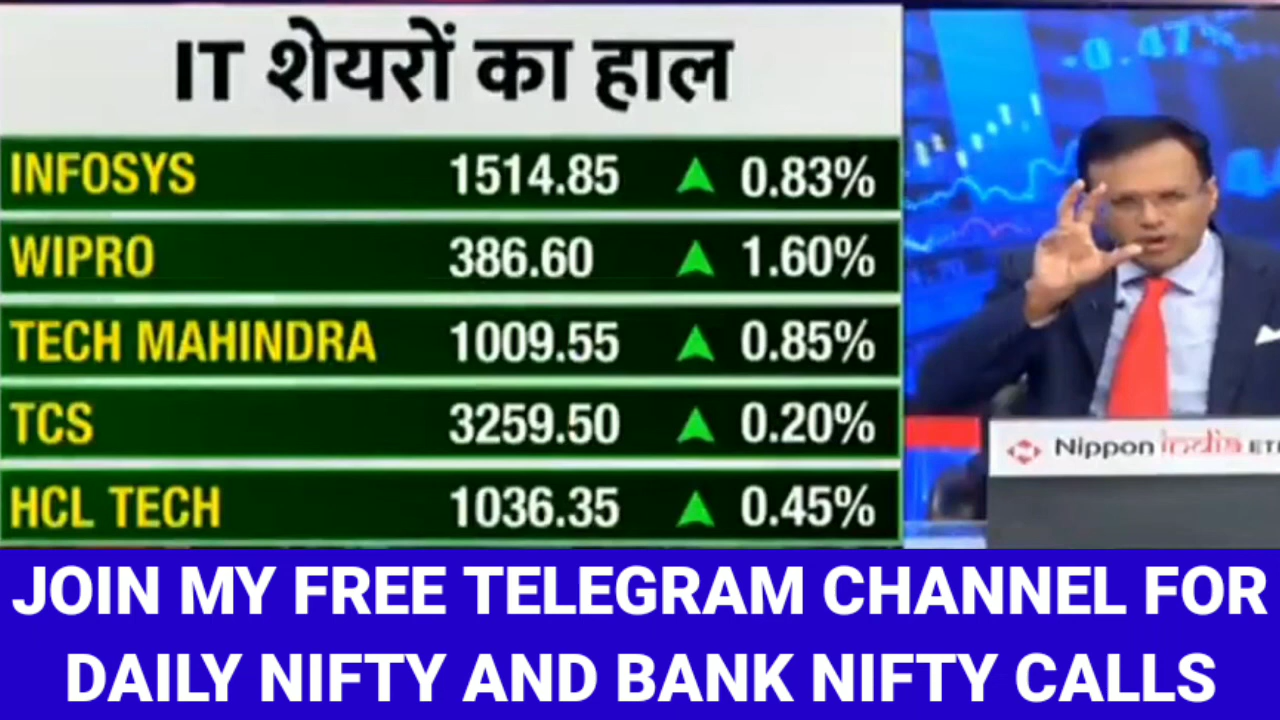 IT शेयरों का हाल
INFOSYS 1514.85 ▲ 0.83%
WIPRO 386.60 ▲ 1.60%
TECH MAHINDRA 1009.55 ▲ 0.85%
TCS 3259.50 ▲ 0.20%
HCL TECH 1036.35 ▲ 0.45%
-0.47%
Nippon india
JOIN MY FREE TELEGRAM CHANNEL FOR
DAILY NIFTY AND BANK NIFTY CALLS